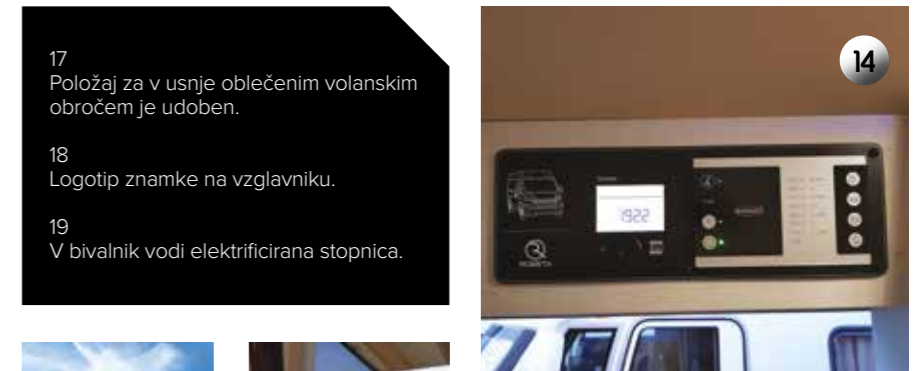 17
Položaj za v usnje oblečenim volanskim
obročem je udoben.
18
Logotip znamke na vzglavniku.
19
V bivalnik vodi elektrificirana stopnica.
14
1922